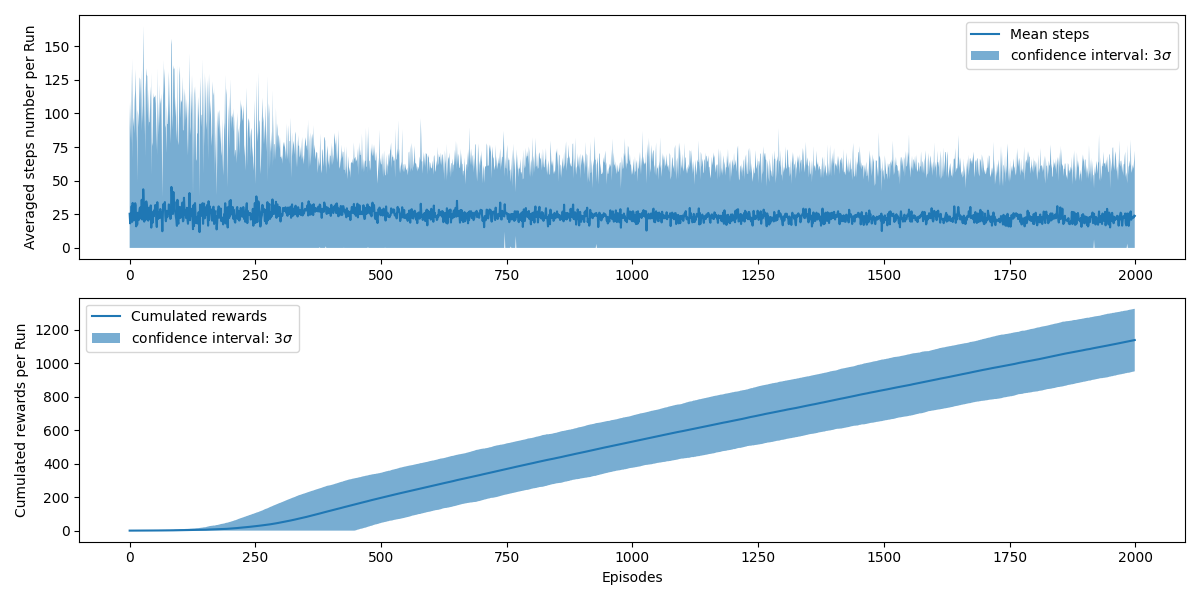 Averaged steps number per Run
150
125
100
75
50
25
0
Mean steps
confidence interval: 3σ
0 250 500 750 1000 1250 1500 1750 2000
Cumulated rewards per Run
1200
1000
800
600
400
200
0
Cumulated rewards
confidence interval: 3σ
0 250 500 750 1000 1250 1500 1750 2000
Episodes